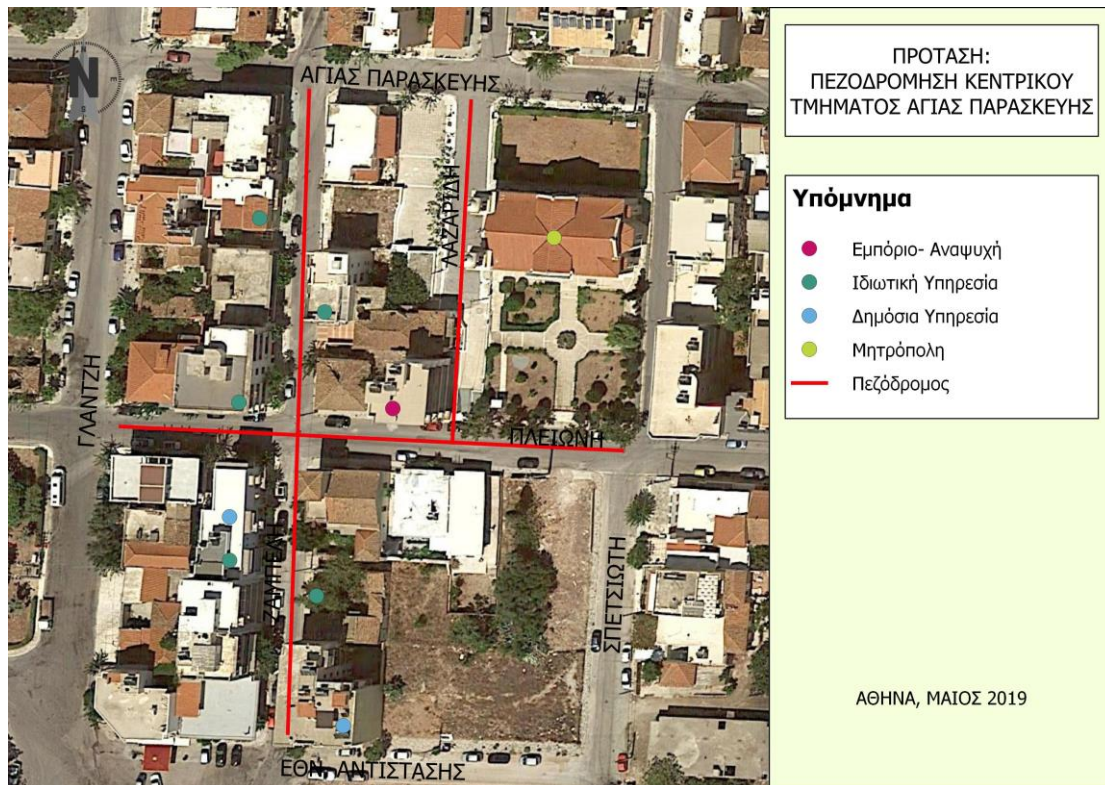 ΑΓΙΑΣ ΠΑΡΑΣΚΕΥΗΣ
ΛΑΖΑΡΙΔΗ
ΓΛΑΝΤΖΗ
ΠΛΕΙΩΝΗ
ΖΑΜΠΕΛΗ
ΣΠΕΤΣΙΩΤΗ
ΕΘΝ. ΑΝΤΙΣΤΑΣΗΣ
N
ΠΡΟΤΑΣΗ:
ΠΕΖΟΔΡΟΜΗΣΗ ΚΕΝΤΡΙΚΟΥ
ΤΜΗΜΑΤΟΣ ΑΓΙΑΣ ΠΑΡΑΣΚΕΥΗΣ
Υπόμνημα
Εμπόριο- Αναψυχή
Ιδιωτική Υπηρεσία
Δημόσια Υπηρεσία
Μητρόπολη
Πεζόδρομος
ΑΘΗΝΑ, ΜΑΙΟΣ 2019